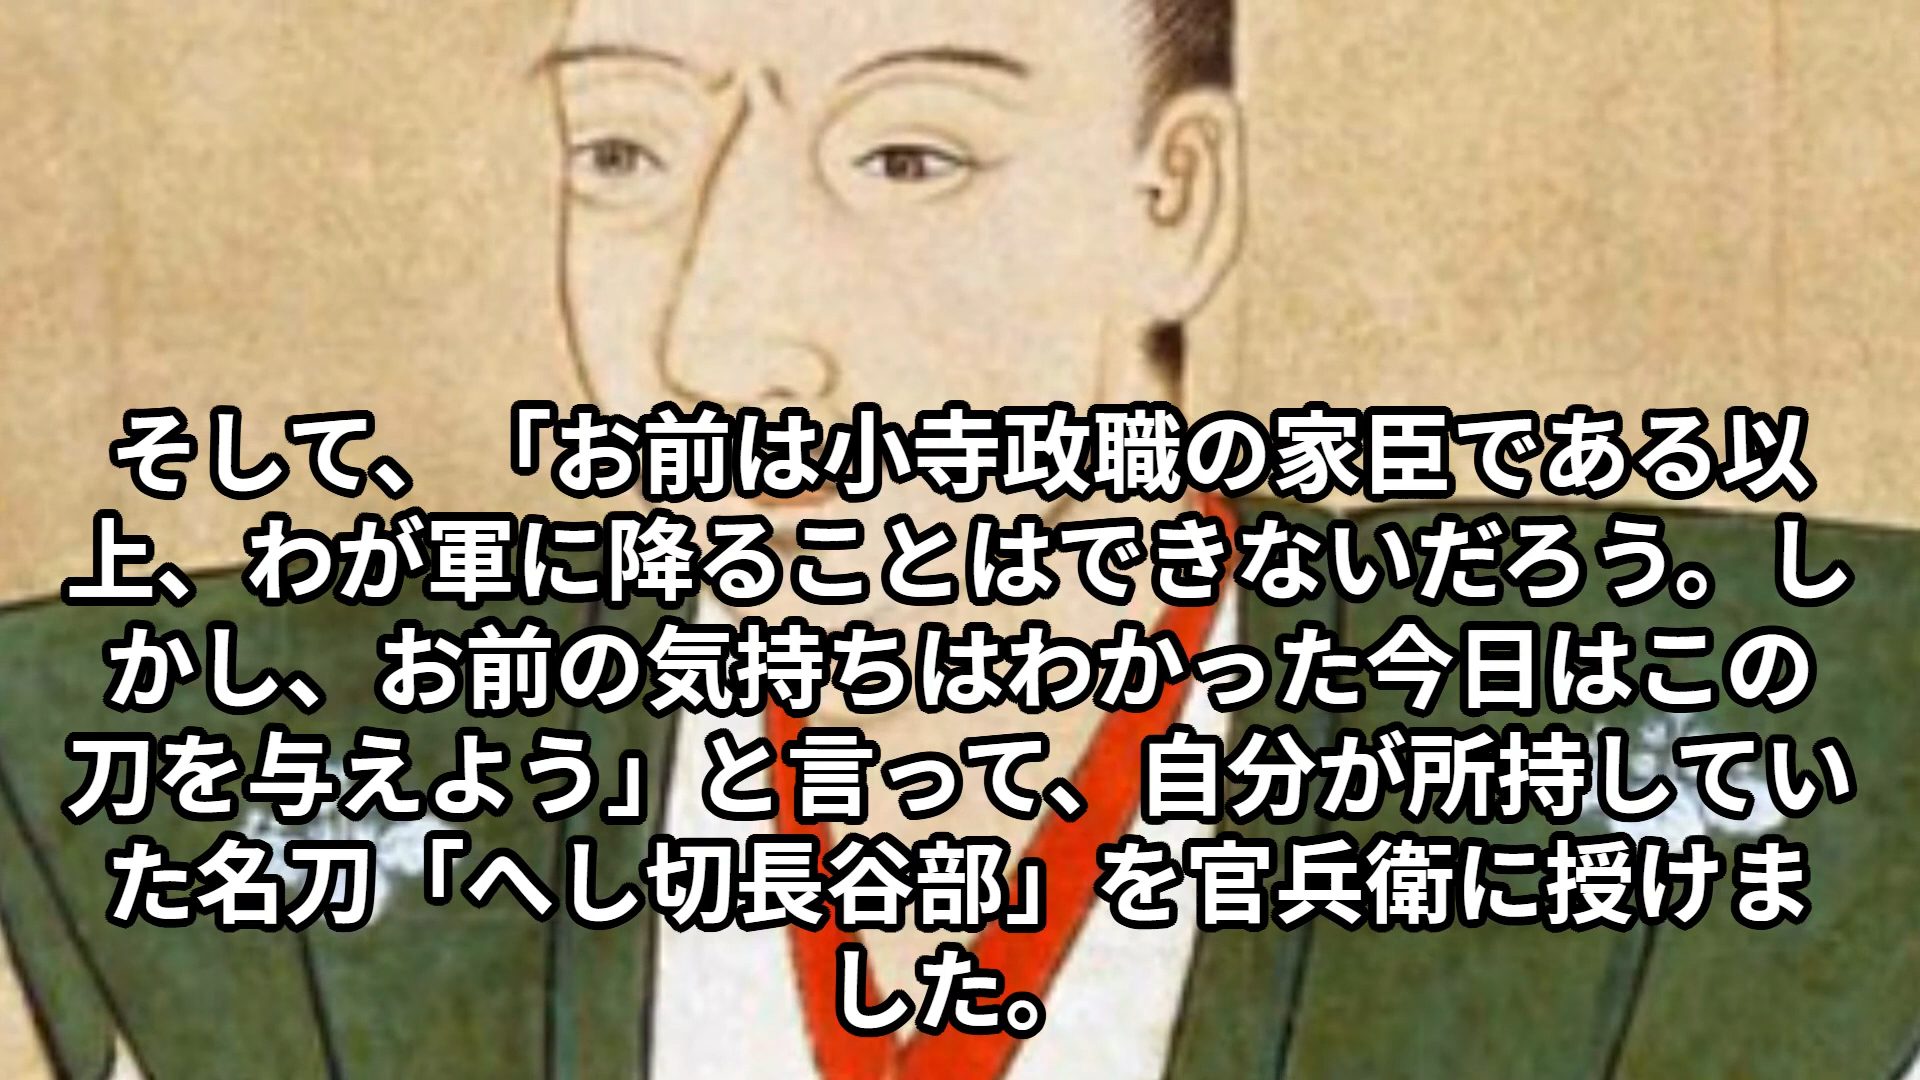 そして、「お前は小寺政職の家臣である以
上、わが軍に降ることはできないだろう。し
かし、お前の気持ちはわかった今日はこの
刀を与えよう」と言って、自分が所持してい
た名刀「へし切長谷部」を官兵衛に授けま
した。